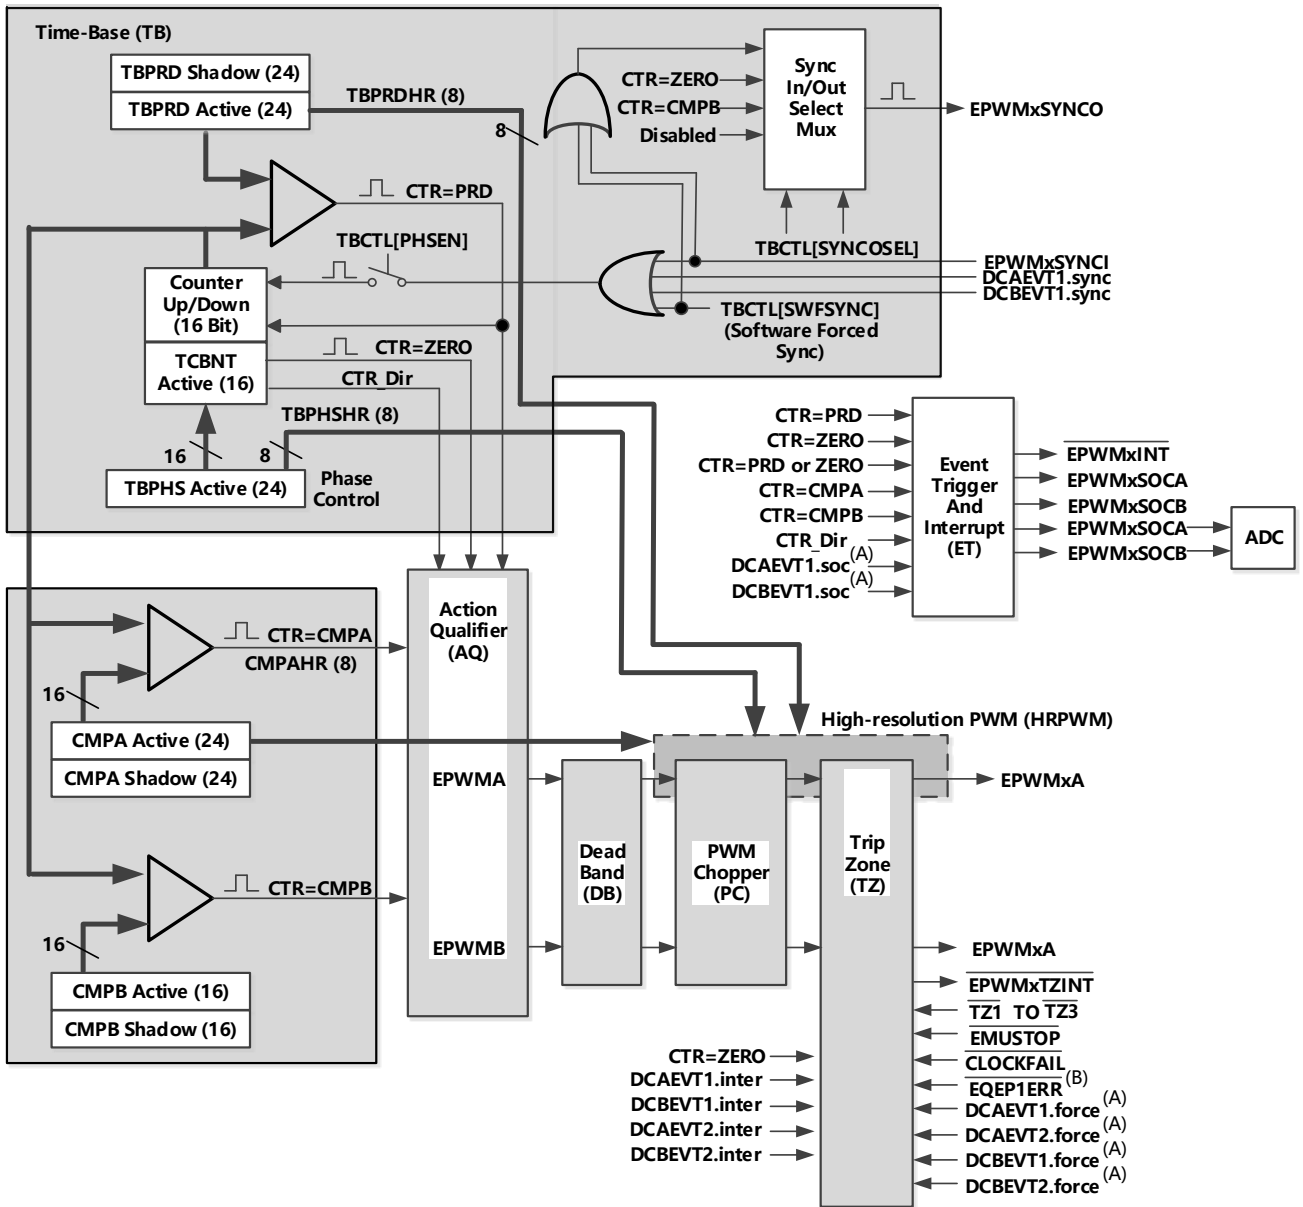 Time-Base (TB)
TBPRD Shadow (24)
TBPRD Active (24)
TBPRDHR (8)
8
CTR=PRD
TBCTL[PHSEN]
Counter
Up/Down
(16 Bit)
TCBNT
Active (16)
CTR=ZERO
CTR_Dir
TBPHSHR (8)
16
8
TBPHS Active (24)
Phase
Control
CTR=ZERO
CTR=CMPB
Disabled
Sync
In/Out
Select
Mux
EPWMxSYNCO
TBCTL[SYNCOSEL]
EPWMxSYNCI
DCAEVT1.sync
DCBEVT1.sync
TBCTL[SWFSYNC]
(Software Forced
Sync)
CTR=PRD
CTR=ZERO
CTR=PRD or ZERO
CTR=CMPA
CTR=CMPB
CTR_Dir
DCAEVT1.soc(A)
DCBEVT1.soc(A)
Event
Trigger
And
Interrupt
(ET)
EPWMxINT
EPWMxSOCA
EPWMxSOCB
EPWMxSOCA
EPWMxSOCB
ADC
CTR=CMPA
CMPAHR (8)
16
CMPA Active (24)
CMPA Shadow (24)
CTR=CMPB
16
CMPB Active (16)
CMPB Shadow (16)
Action
Qualifier
(AQ)
EPWMA
EPWMB
High-resolution PWM (HRPWM)
Dead
Band
(DB)
PWM
Chopper
(PC)
Trip
Zone
(TZ)
EPWMxA
EPWMxA
EPWMxTZINT
TZ1 TO TZ3
EMUSTOP
CLOCKFAIL
EQEP1ERR(B)
DCAEVT1.force(A)
DCAEVT2.force(A)
DCBEVT1.force(A)
DCBEVT2.force(A)
CTR=ZERO
DCAEVT1.inter
DCBEVT1.inter
DCAEVT2.inter
DCBEVT2.inter